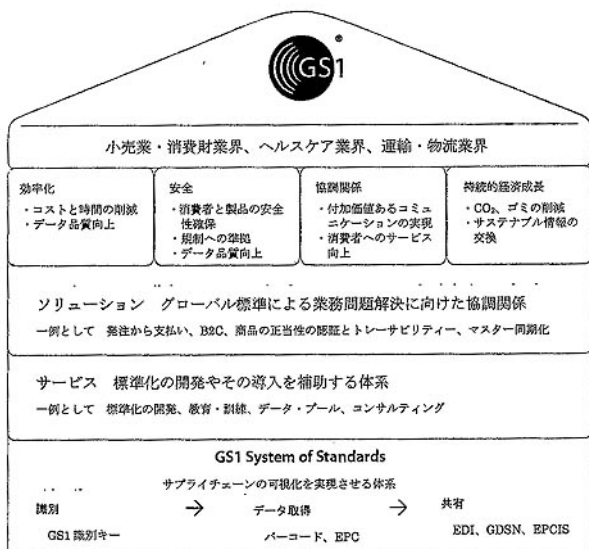 GS1
®
小売業・消費財業界、ヘルスケア業界、運輸・物流業界
効率化
・コストと時間の削減
・データ品質向上
安全
・消費者と製品の安全
性確保
・規制への準拠
・データ品質向上
協調関係
・付加価値あるコミュ
ニケーションの実現
・消費者へのサービス
向上
持続的経済成長
・CO₂、ゴミの削減
・サステナブル情報の
交換
ソリューション グローバル標準による業務問題解決に向けた協調関係
一例として 発注から支払い、B2C、商品の正当性の認証とトレーサビリティー、マスター同期化
サービス 標準化の開発やその導入を補助する体系
一例として 標準化の開発、教育・訓練、データ・プール、コンサルティング
GS1 System of Standards
サプライチェーンの可視化を実現させる体系
識別 → データ取得 → 共有
GS1 識別キー バーコード、EPC EDI, GDSN, EPCIS